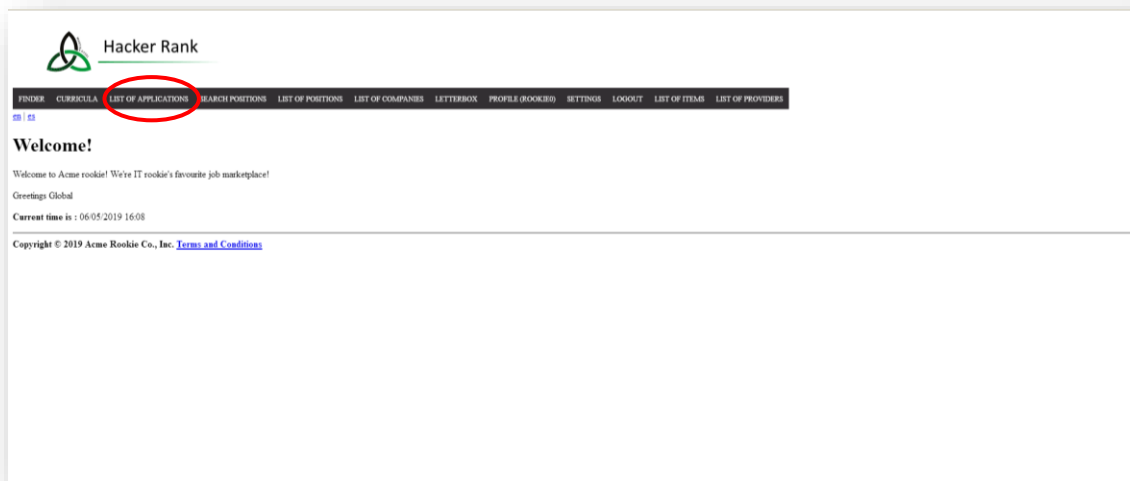 Hacker Rank
FINDER CURRICULA LIST OF APPLICATIONS SEARCH POSITIONS LIST OF POSITIONS LIST OF COMPANIES LETTERBOX PROFILE (ROOKIE0) SETTINGS LOGOUT LIST OF ITEMS LIST OF PROVIDERS
en | es
Welcome!
Welcome to Acme rookie! We're IT rookie's favourite job marketplace!
Greetings Global
Current time is : 06/05/2019 16:08
Copyright © 2019 Acme Rookie Co., Inc. Terms and Conditions